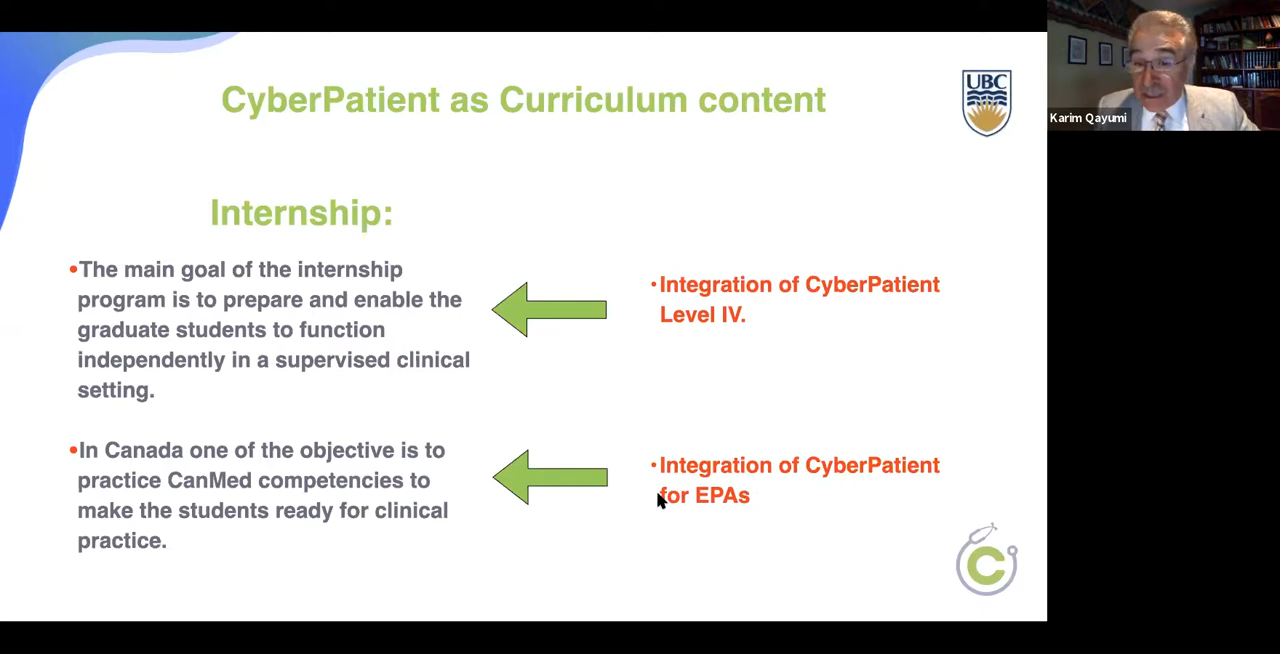 CyberPatient as Curriculum content
UBC
Karim Qayumi
Internship:
•The main goal of the internship
program is to prepare and enable the
graduate students to function
independently in a supervised clinical
setting.
•Integration of CyberPatient
Level IV.
•In Canada one of the objective is to
practice CanMed competencies to
make the students ready for clinical
practice.
•Integration of CyberPatient
for EPAs
C